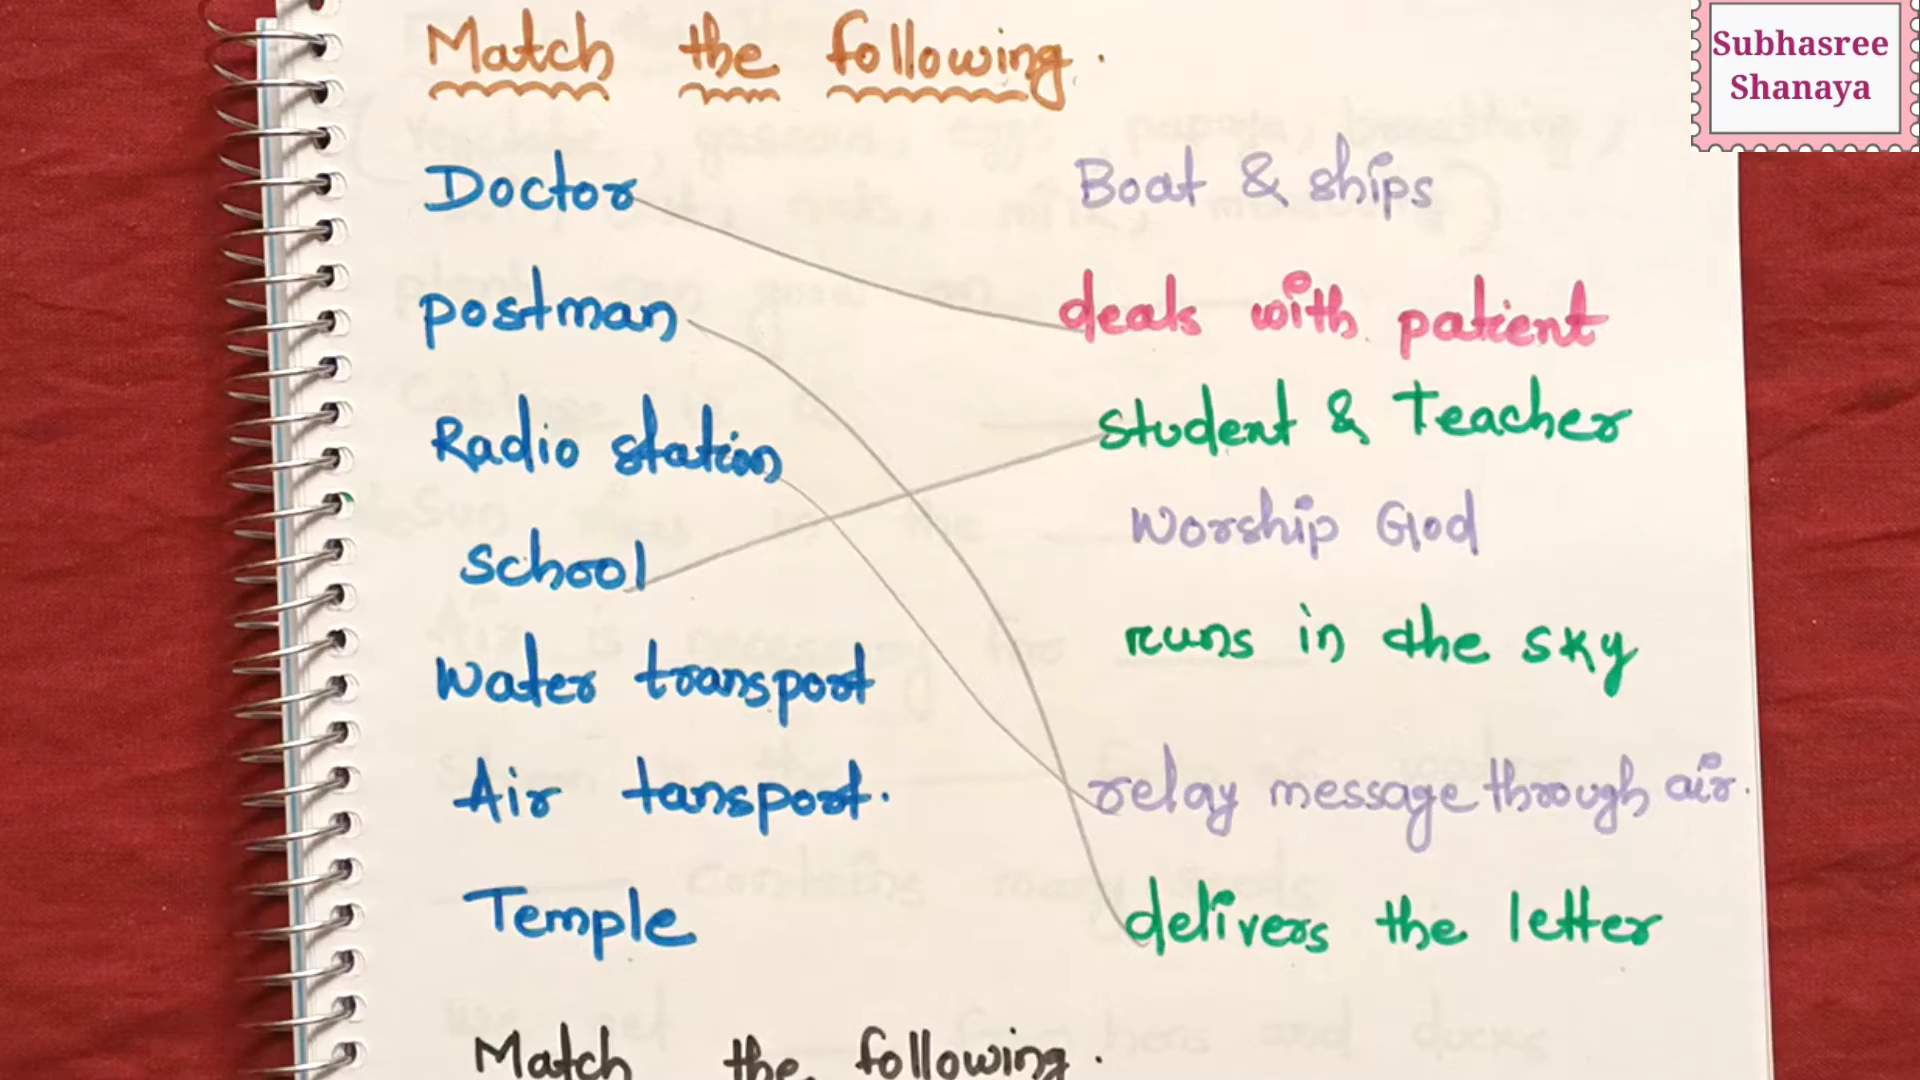 Match the following.
Subhasree
Shanaya
Doctor Boat & ships
postman deals with patient
Radio station Student & Teacher
School Worship God
Water transport runs in the sky
Air tansport. relay message through air.
Temple delivers the letter
Match the following.